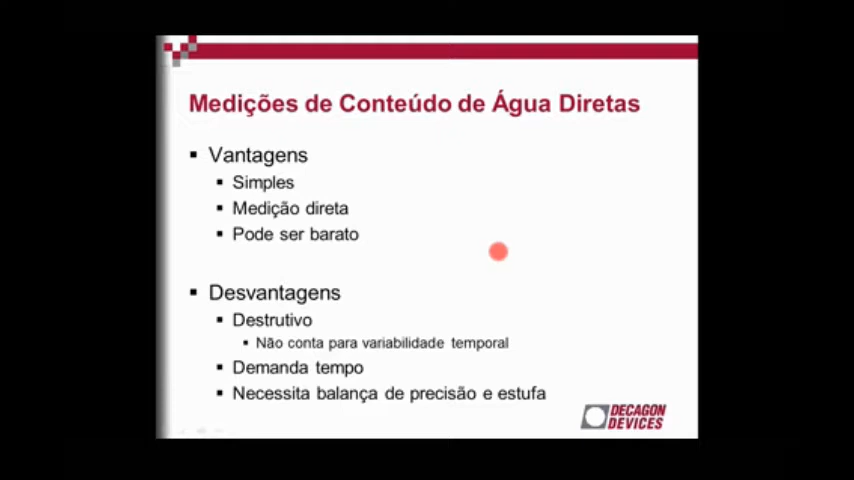 Medições de Conteúdo de Água Diretas
Vantagens
Simples
Medição direta
Pode ser barato
Desvantagens
Destrutivo
Não conta para variabilidade temporal
Demanda tempo
Necessita balança de precisão e estufa
DECAGON
DEVICES